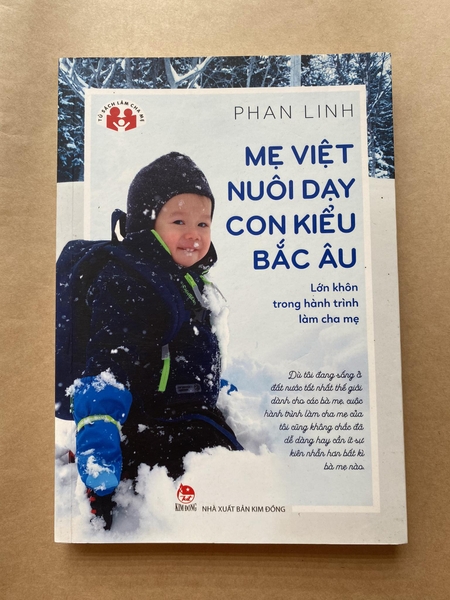 TỦ SÁCH LÀM CHA MẸ
PHAN LINH
MẸ VIỆT
NUÔI DẠY
CON KIỂU
BẮC ÂU
Lớn khôn
trong hành trình
làm cha mẹ
Dù tôi đang sống ở
đất nước tốt nhất thế giới
dành cho các bà mẹ, cuộc
hành trình làm cha mẹ của
tôi cũng không chắc đã
dễ dàng hay cần ít sự
kiên nhẫn hơn bất kì
bà mẹ nào.
KIM ĐỒNG
NHÀ XUẤT BẢN KIM ĐỒNG